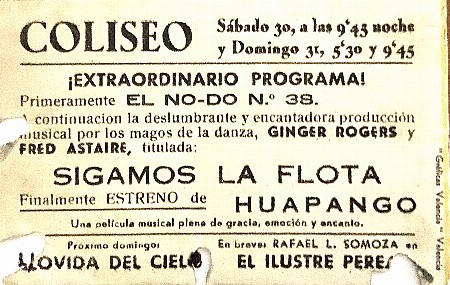 COLISEO
Sábado 30, a las 9'45 noche
y Domingo 31, 5'30 y 9'45
¡EXTRAORDINARIO PROGRAMA!
Primeramente EL NO-DO N.º 38.
A continuacion la deslumbrante y encantadora producción
musical por los magos de la danza, GINGER ROGERS y
FRED ASTAIRE, titulada:
SIGAMOS LA FLOTA
Finalmente ESTRENO de HUAPANGO
Una película musical plena de gracia, emoción y encanto.
Próximo domingo:
LLOVIDA DEL CIELO
En breve: RAFAEL L. SOMOZA en
EL ILUSTRE PEREA
"Gráficas Valencia" Valencia